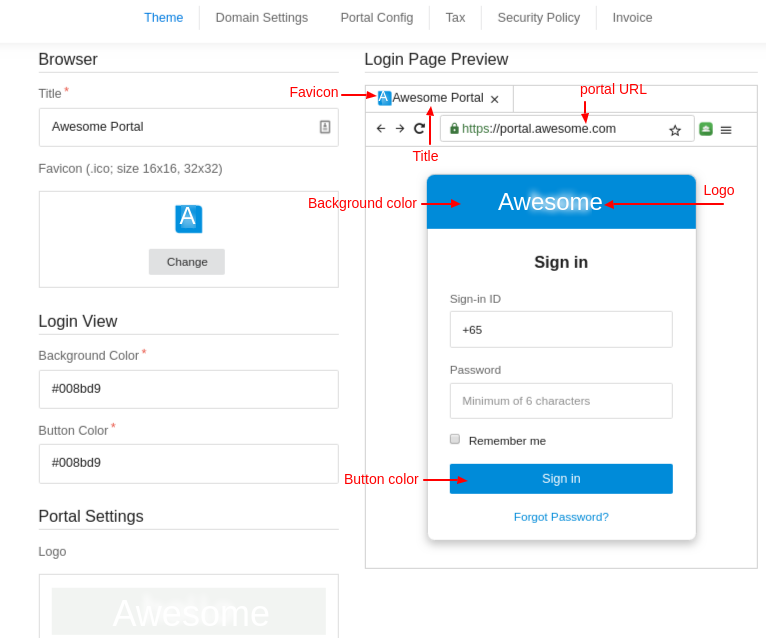 Theme Domain Settings Portal Config Tax Security Policy Invoice
Browser
Title *
Awesome Portal
Favicon (.ico; size 16x16, 32x32)
A
Change
Login View
Background Color *
#008bd9
Button Color *
#008bd9
Portal Settings
Logo
Awesome
Login Page Preview
Favicon
A Awesome Portal
portal URL
https://portal.awesome.com
Title
Background color
Awesome
Logo
Sign in
Sign-in ID
+65
Password
Minimum of 6 characters
Remember me
Button color
Sign in
Forgot Password?